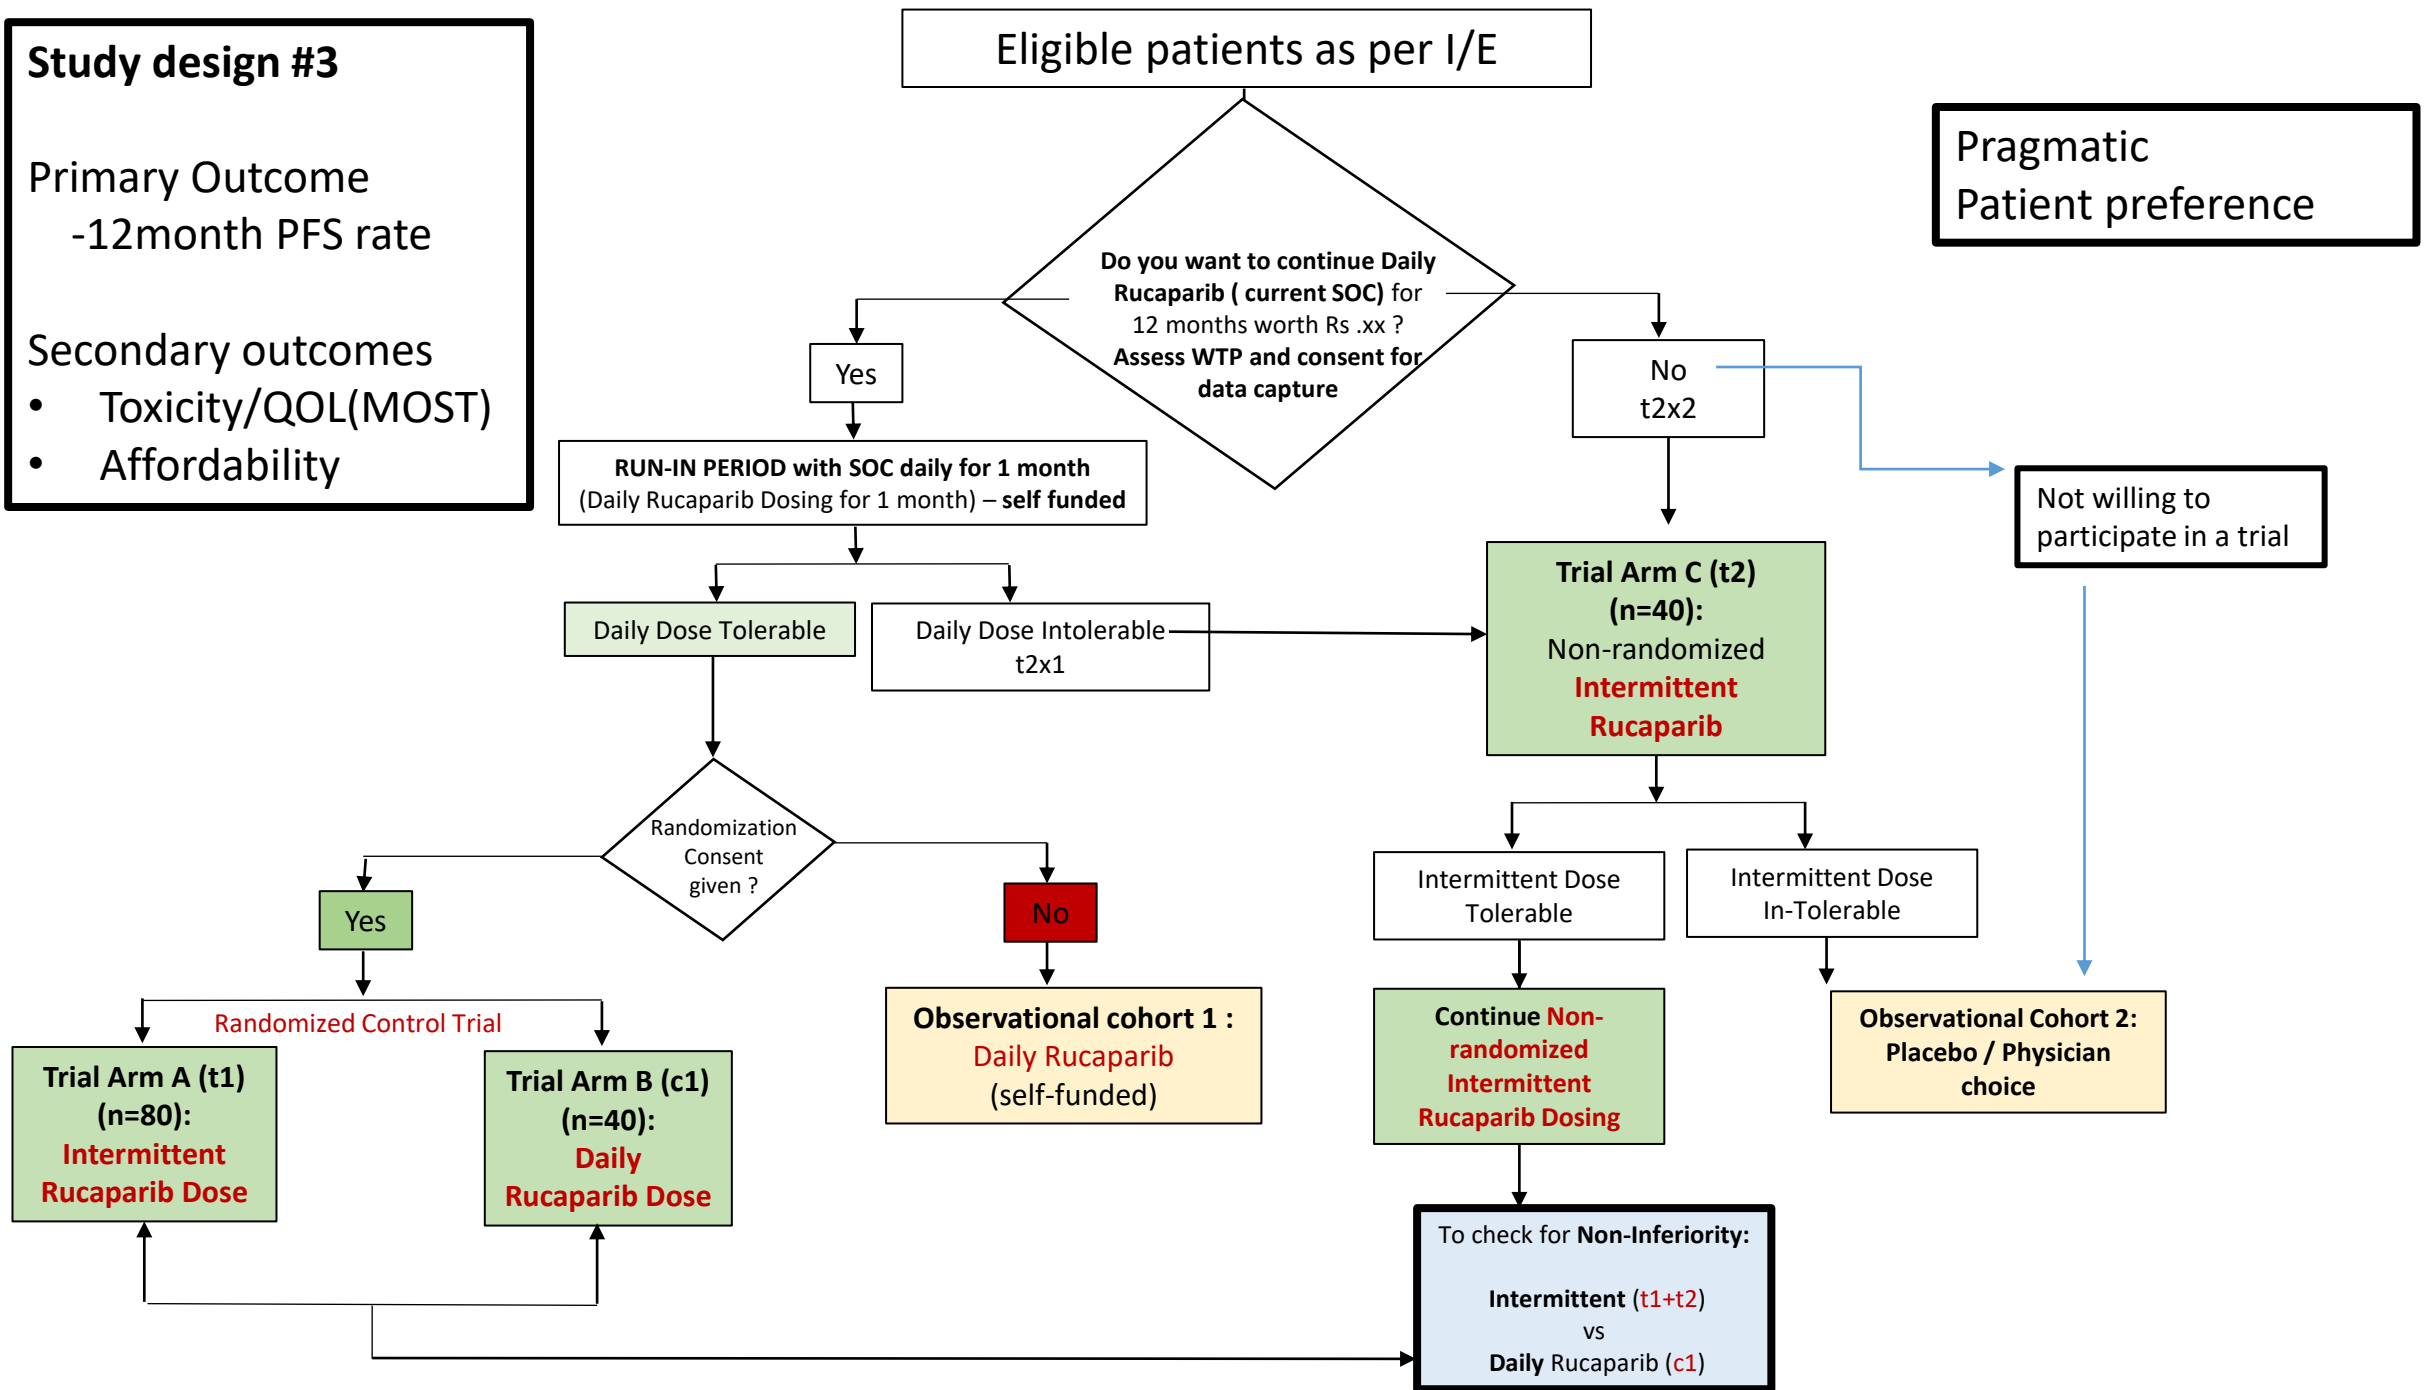 Study design #3
Primary Outcome
-12month PFS rate
Secondary outcomes
• Toxicity/QOL(MOST)
• Affordability
Eligible patients as per I/E
Pragmatic
Patient preference
Do you want to continue Daily
Rucaparib ( current SOC) for
12 months worth Rs .xx ?
Assess WTP and consent for
data capture
Yes
No
t2x2
RUN-IN PERIOD with SOC daily for 1 month
(Daily Rucaparib Dosing for 1 month) – self funded
Not willing to
participate in a trial
Daily Dose Tolerable
Daily Dose Intolerable
t2x1
Trial Arm C (t2)
(n=40):
Non-randomized
Intermittent
Rucaparib
Randomization
Consent
given ?
Yes
No
Intermittent Dose
Tolerable
Intermittent Dose
In-Tolerable
Randomized Control Trial
Trial Arm A (t1)
(n=80):
Intermittent
Rucaparib Dose
Trial Arm B (c1)
(n=40):
Daily
Rucaparib Dose
Observational cohort 1 :
Daily Rucaparib
(self-funded)
Continue Non-
randomized
Intermittent
Rucaparib Dosing
Observational Cohort 2:
Placebo / Physician
choice
To check for Non-Inferiority:
Intermittent (t1+t2)
vs
Daily Rucaparib (c1)